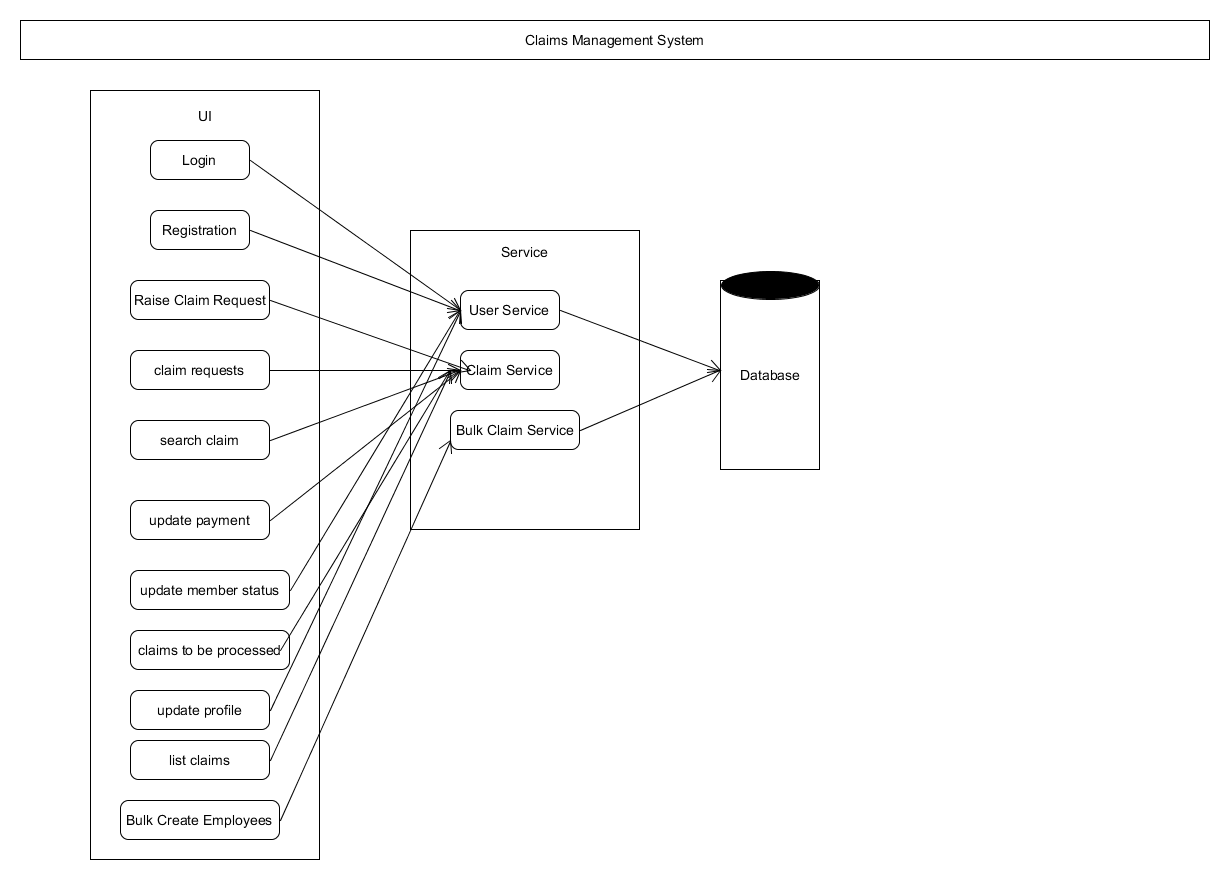 Claims Management System
UI
Login
Registration
Raise Claim Request
claim requests
search claim
update payment
update member status
claims to be processed
update profile
list claims
Bulk Create Employees
Service
User Service
Claim Service
Bulk Claim Service
Database